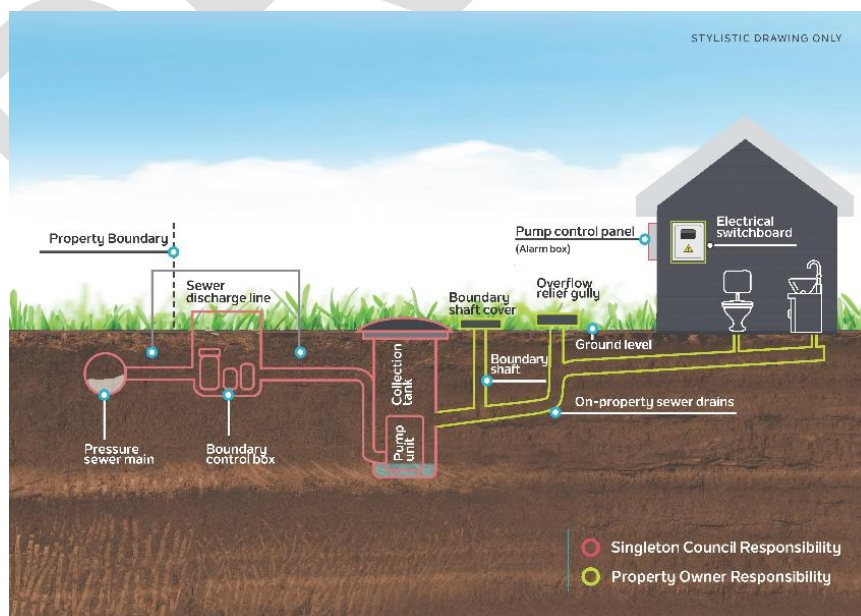 STYLISTIC DRAWING ONLY
Property Boundary
Sewer
discharge line
Pump control panel
(Alarm box)
Electrical
switchboard
Boundary
shaft cover
Overflow
relief gully
Ground level
Collection
tank
Boundary
shaft
On-property sewer drains
Pump
unit
Pressure
sewer main
Boundary
control box
Singleton Council Responsibility
Property Owner Responsibility